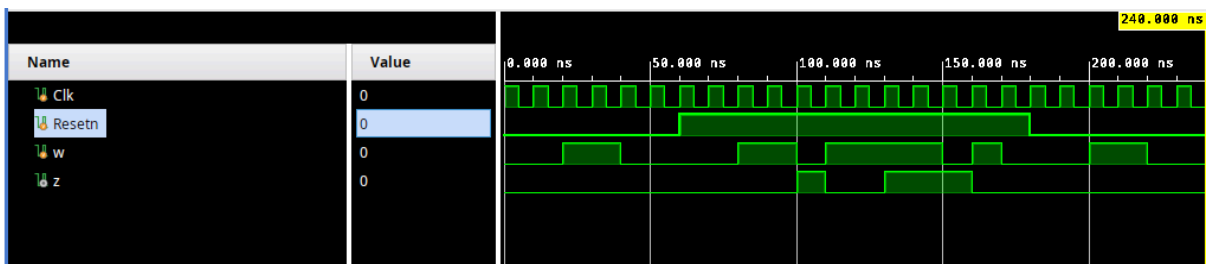 240.000 ns
Name Value 0.000 ns 50.000 ns 100.000 ns 150.000 ns 200.000 ns
Clk 0
Resetn 0
w 0
z 0